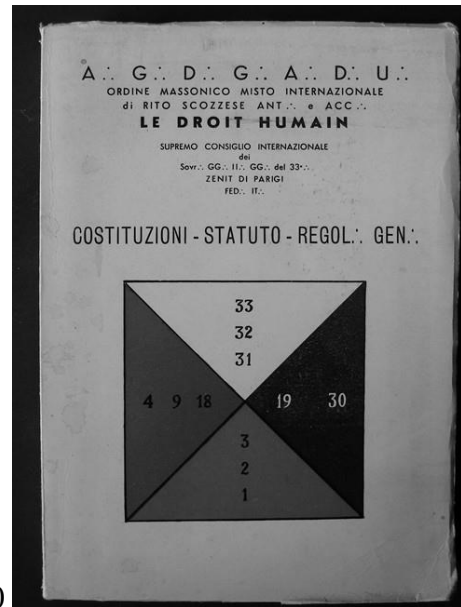 A∴ G∴ D∴ G∴ A∴ D∴ U∴
ORDINE MASSONICO MISTO INTERNAZIONALE
di RITO SCOZZESE ANT∴ e ACC∴
LE DROIT HUMAIN
SUPREMO CONSIGLIO INTERNAZIONALE
dei
Sovr∴ GG∴ II∴ GG∴ del 33°∴
ZENIT DI PARIGI
FED∴ IT∴
COSTITUZIONI - STATUTO - REGOL∴ GEN∴
33
32
31
4 9 18 19 30
3
2
1
)